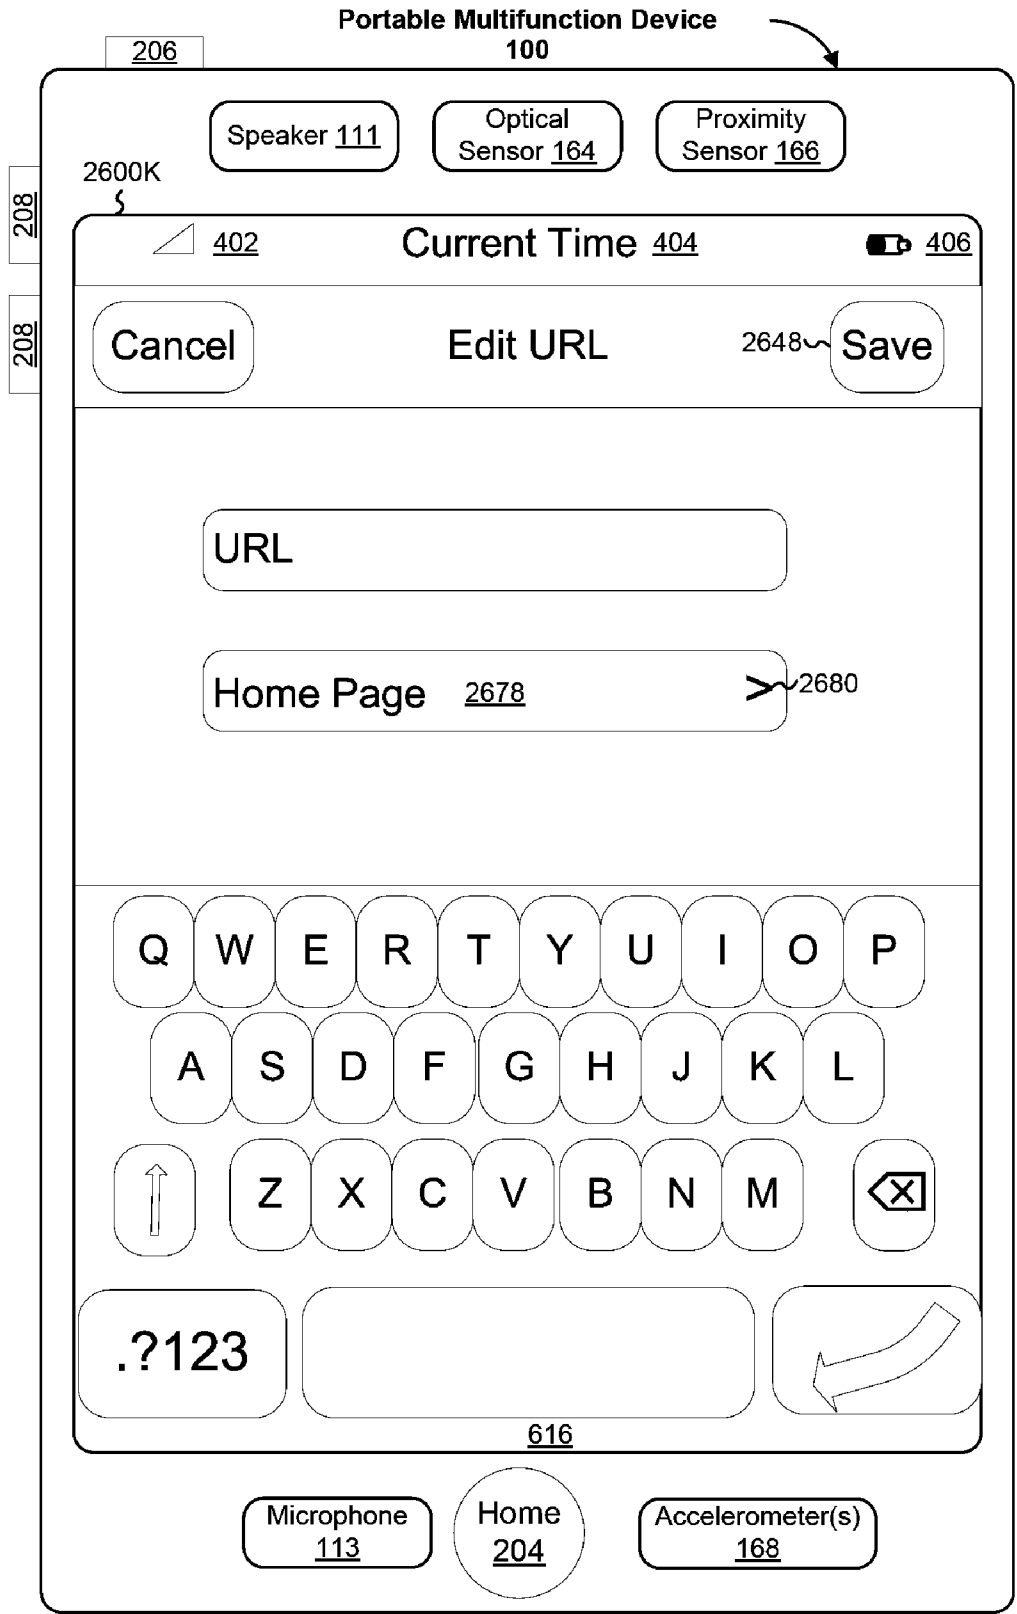 Portable Multifunction Device
100
206
Speaker 111
Optical
Sensor 164
Proximity
Sensor 166
2600K
208
402
Current Time 404
406
208
Cancel
Edit URL
2648
Save
URL
Home Page 2678
>
2680
Q W E R T Y U I O P
A S D F G H J K L
Z X C V B N M
.?123
616
Microphone
113
Home
204
Accelerometer(s)
168